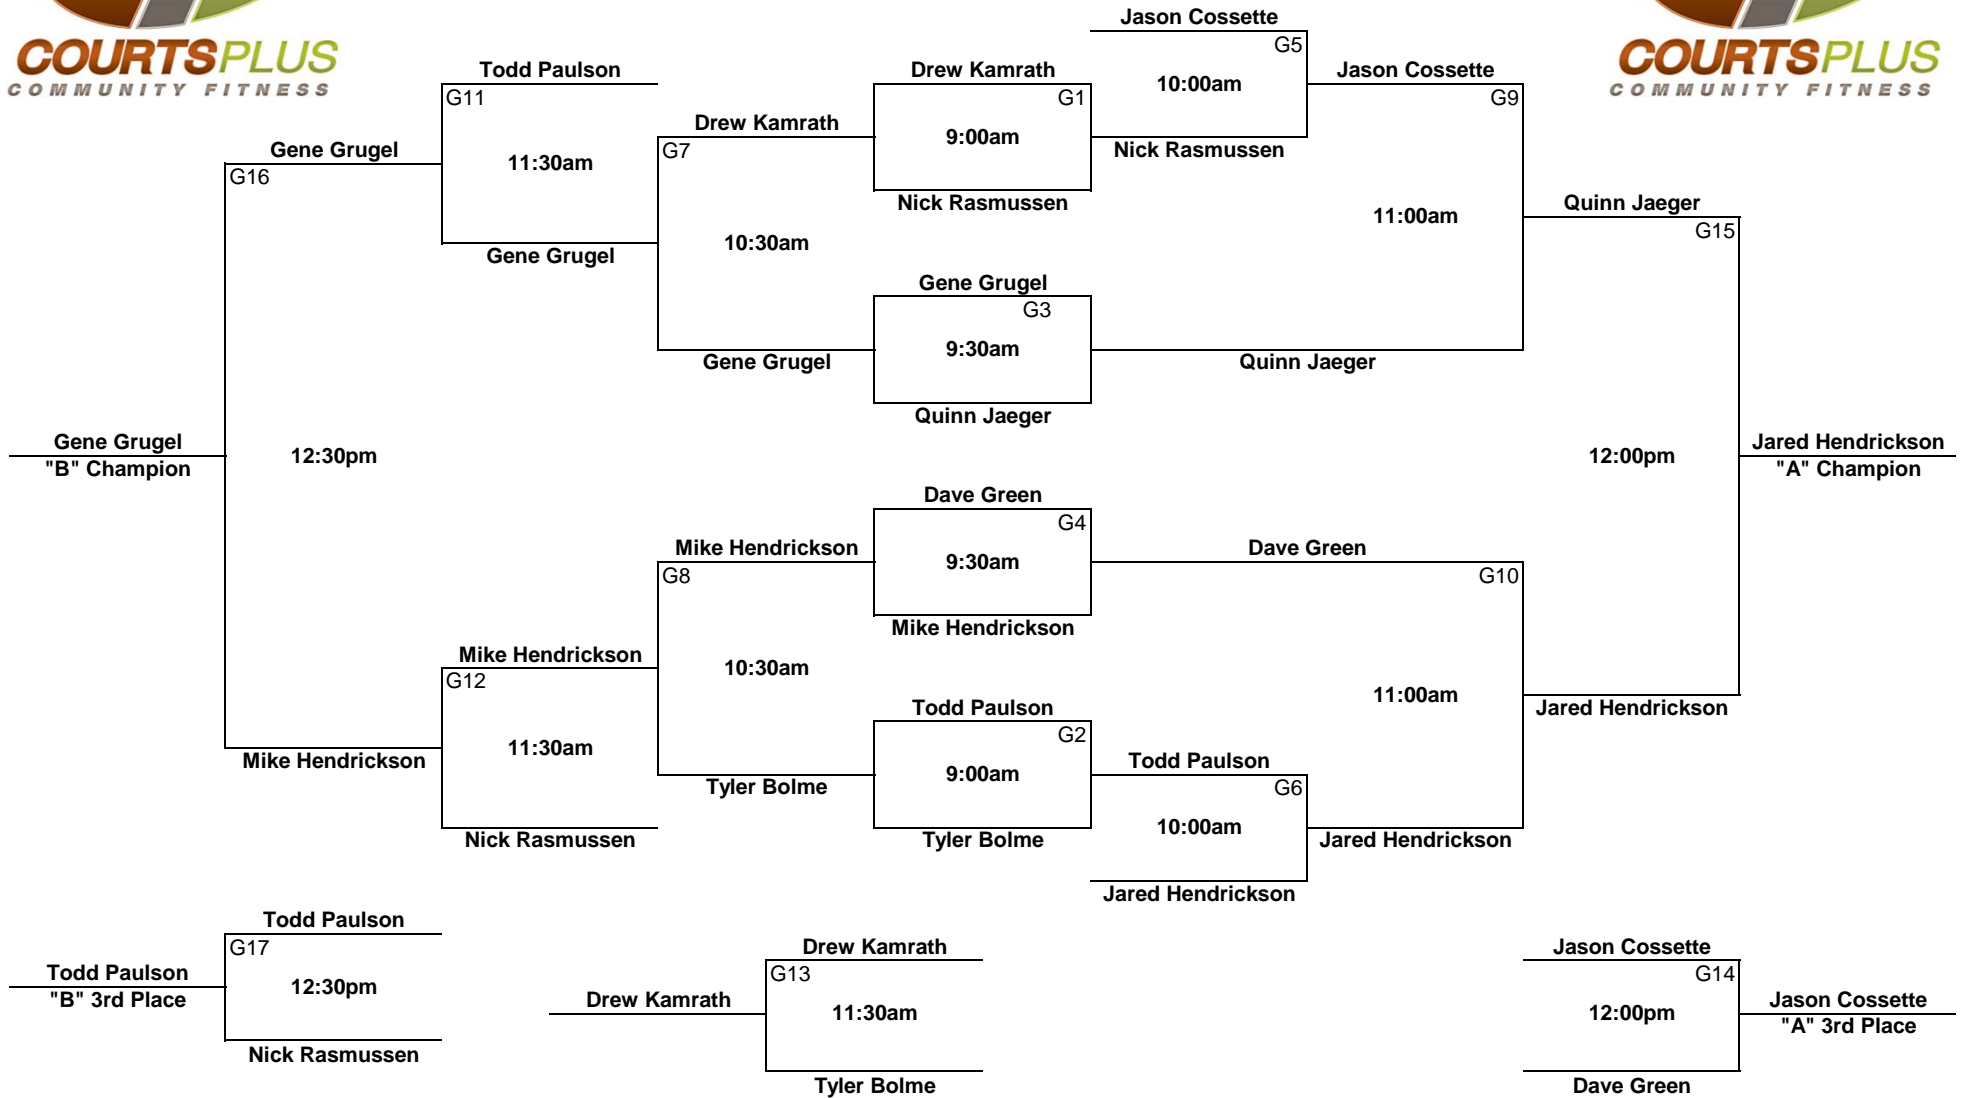 Jason Cossette
COURTSPLUS
COMMUNITY FITNESS
COURTSPLUS
COMMUNITY FITNESS
G5
Todd Paulson
Drew Kamrath
10:00am
Jason Cossette
G11
G1
G9
Drew Kamrath
9:00am
Gene Grugel
G7
Nick Rasmussen
11:30am
G16
Nick Rasmussen
Quinn Jaeger
11:00am
G15
10:30am
Gene Grugel
Gene Grugel
G3
9:30am
Gene Grugel
Quinn Jaeger
Quinn Jaeger
Gene Grugel
"B" Champion
12:30pm
12:00pm
Jared Hendrickson
"A" Champion
Dave Green
G4
Mike Hendrickson
9:30am
Dave Green
G8
G10
Mike Hendrickson
Mike Hendrickson
10:30am
G12
11:00am
Todd Paulson
Jared Hendrickson
G2
11:30am
Mike Hendrickson
Todd Paulson
9:00am
Tyler Bolme
G6
10:00am
Nick Rasmussen
Tyler Bolme
Jared Hendrickson
Jared Hendrickson
Todd Paulson
G17
Drew Kamrath
Jason Cossette
Todd Paulson
"B" 3rd Place
12:30pm
G13
G14
Drew Kamrath
11:30am
12:00pm
Jason Cossette
"A" 3rd Place
Nick Rasmussen
Tyler Bolme
Dave Green